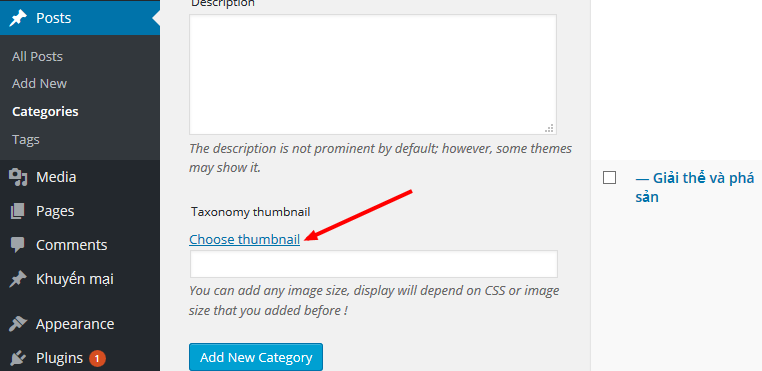 Posts
All Posts
Add New
Categories
Tags
Media
Pages
Comments
Khuyến mại
Appearance
Plugins 1
Description
The description is not prominent by default; however, some themes
may show it.
Taxonomy thumbnail
Choose thumbnail
You can add any image size, display will depend on CSS or image
size that you added before !
Add New Category
— Giải thể và phá
sản